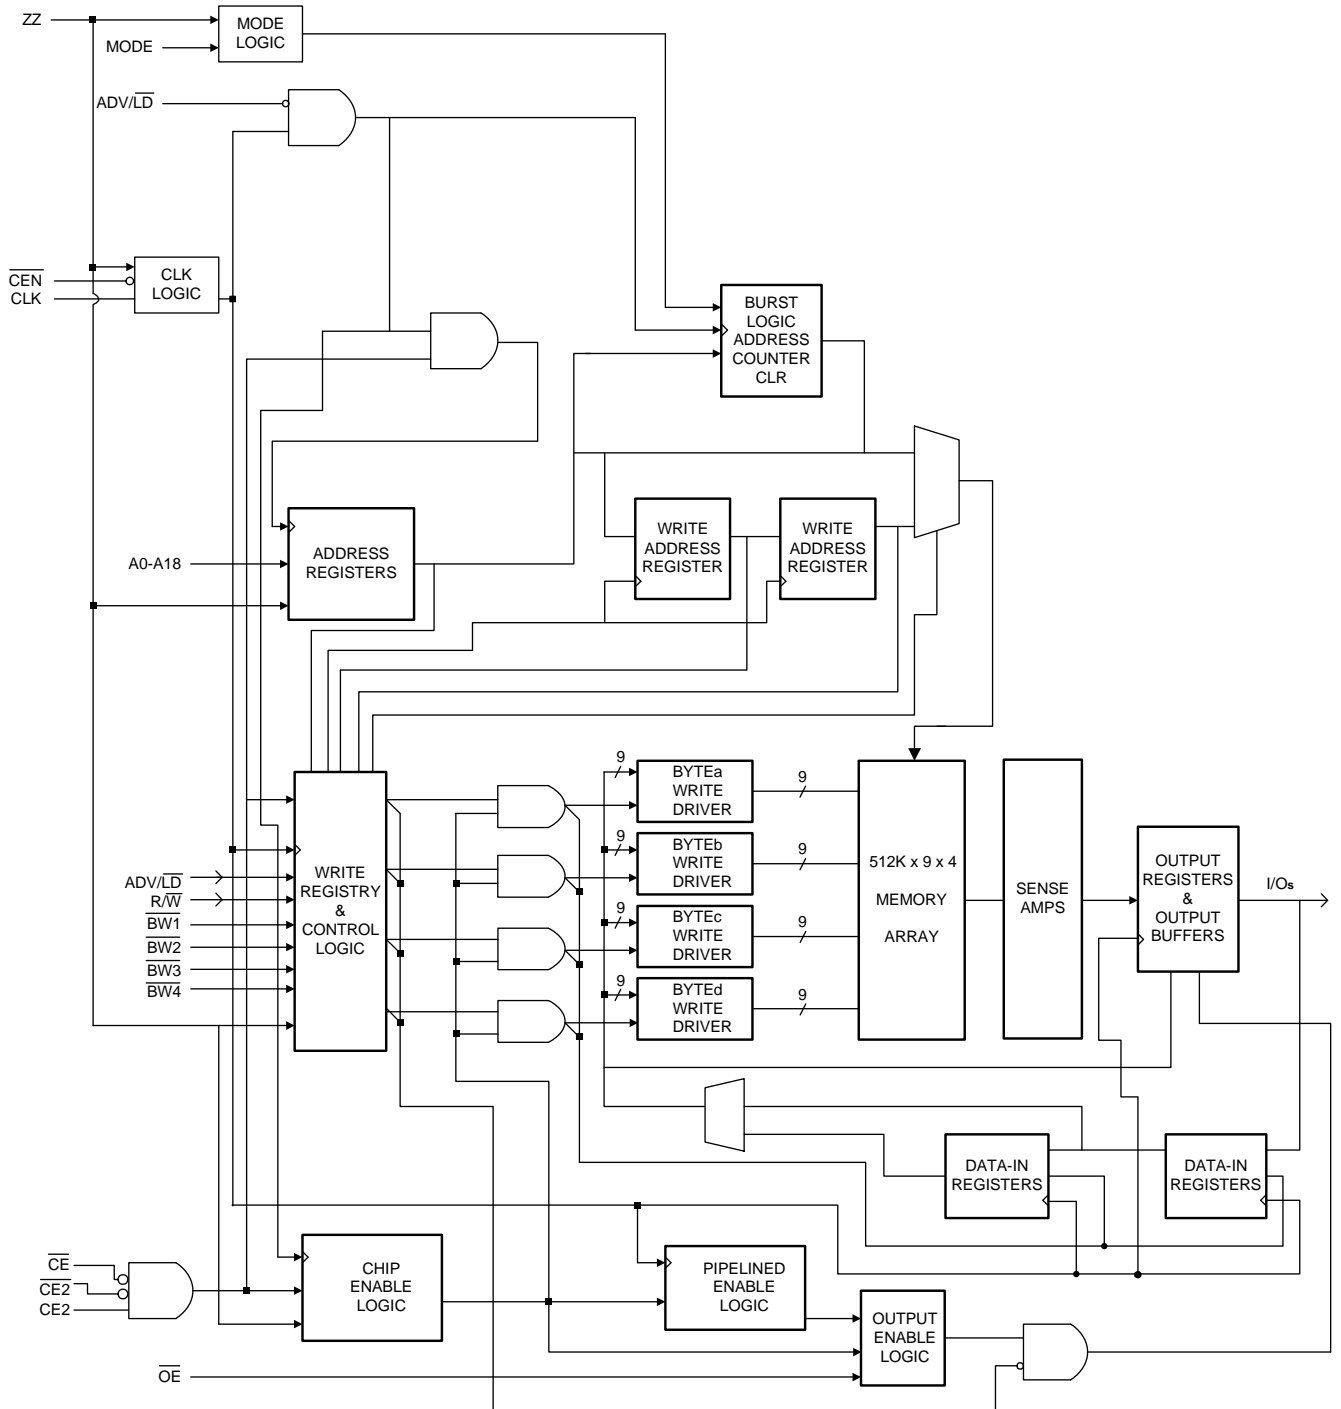 ZZ
MODE
MODE
LOGIC
ADV/LD
CEN
CLK
CLK
LOGIC
BURST
LOGIC
ADDRESS
COUNTER
CLR
A0-A18
ADDRESS
REGISTERS
WRITE
ADDRESS
REGISTER
WRITE
ADDRESS
REGISTER
ADV/LD
R/W
BW1
BW2
BW3
BW4
WRITE
REGISTRY
&
CONTROL
LOGIC
9
BYTEa
WRITE
DRIVER
9
9
BYTEb
WRITE
DRIVER
9
9
BYTEc
WRITE
DRIVER
9
9
BYTEd
WRITE
DRIVER
9
512K x 9 x 4
MEMORY
ARRAY
SENSE
AMPS
OUTPUT
REGISTERS
&
OUTPUT
BUFFERS
I/Os
DATA-IN
REGISTERS
DATA-IN
REGISTERS
CE
CE2
CE2
CHIP
ENABLE
LOGIC
PIPELINED
ENABLE
LOGIC
OUTPUT
ENABLE
LOGIC
OE